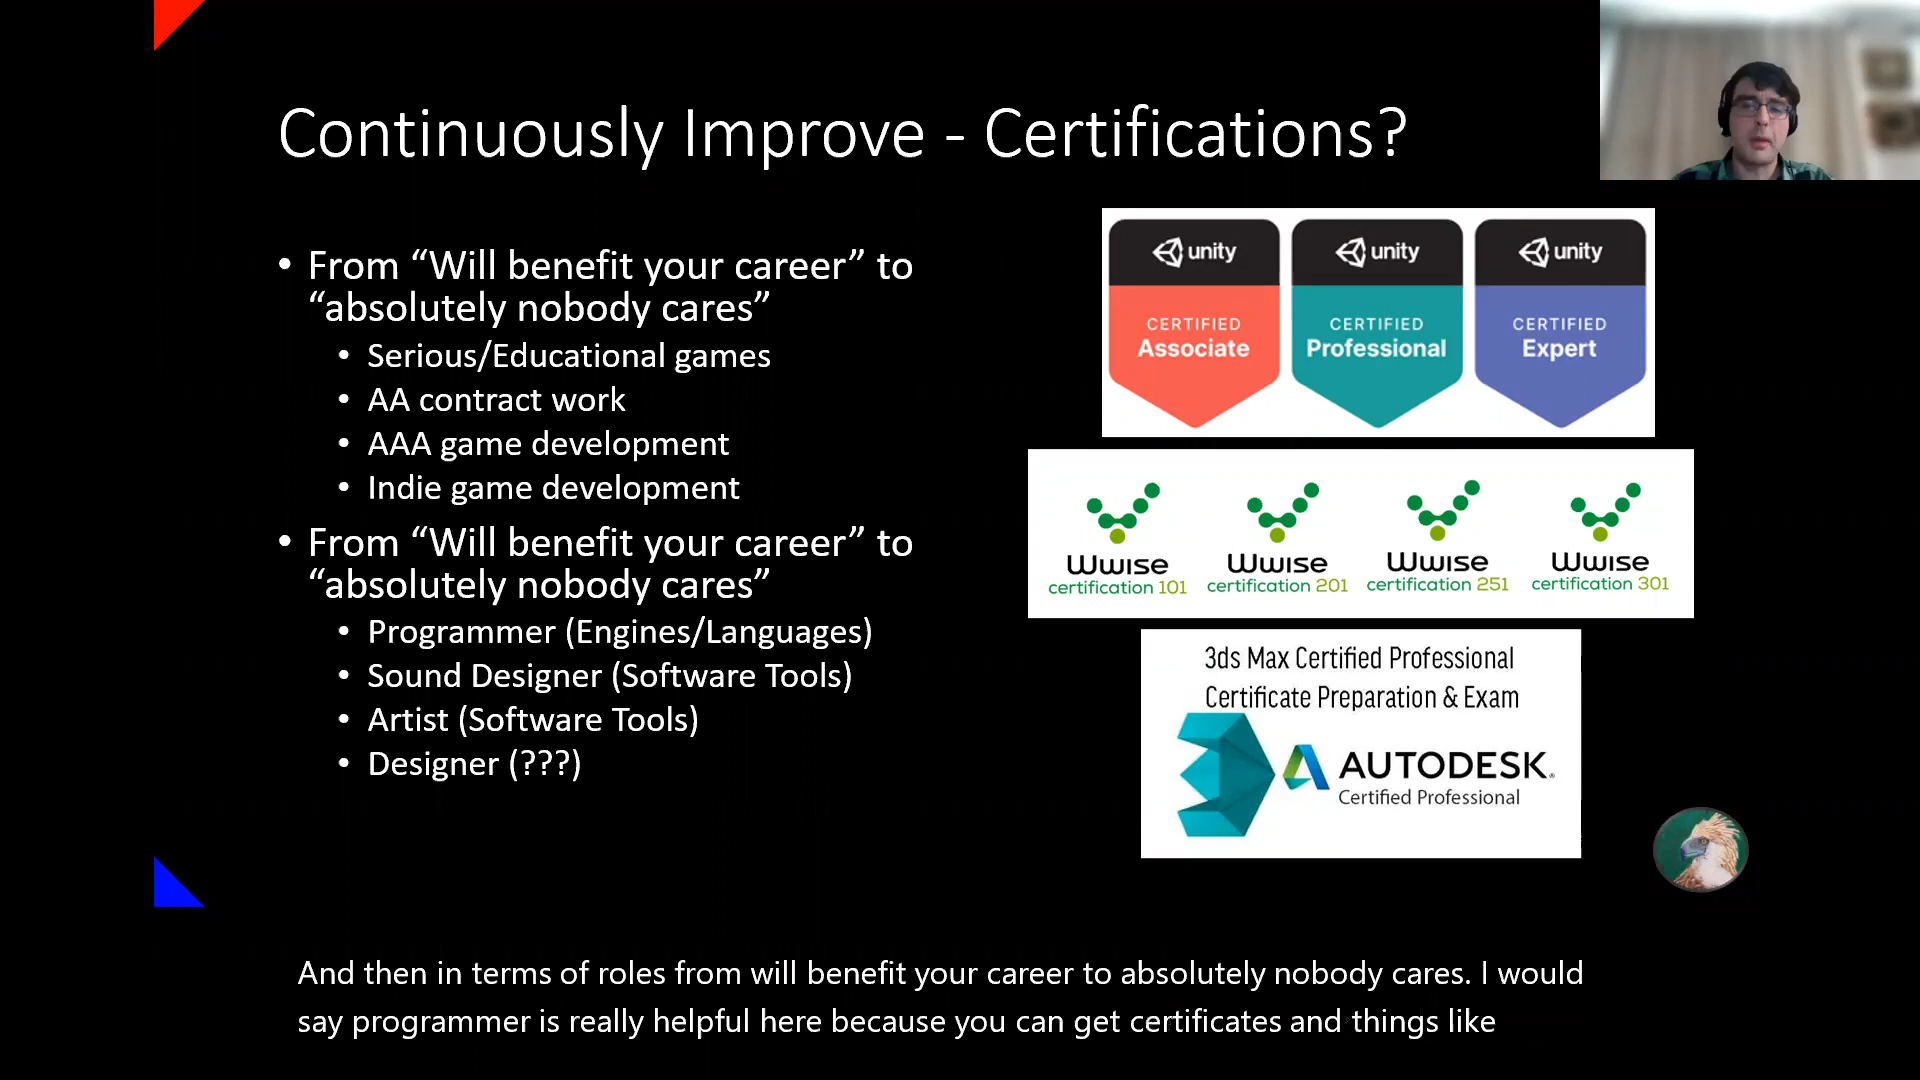 Continuously Improve - Certifications?
• From “Will benefit your career” to
“absolutely nobody cares”
• Serious/Educational games
• AA contract work
• AAA game development
• Indie game development
• From “Will benefit your career” to
“absolutely nobody cares”
• Programmer (Engines/Languages)
• Sound Designer (Software Tools)
• Artist (Software Tools)
• Designer (???)
unity unity unity
CERTIFIED CERTIFIED CERTIFIED
Associate Professional Expert
Wwise Wwise Wwise Wwise
certification 101 certification 201 certification 251 certification 301
3ds Max Certified Professional
Certificate Preparation & Exam
AUTODESK.
Certified Professional
And then in terms of roles from will benefit your career to absolutely nobody cares. I would
say programmer is really helpful here because you can get certificates and things like